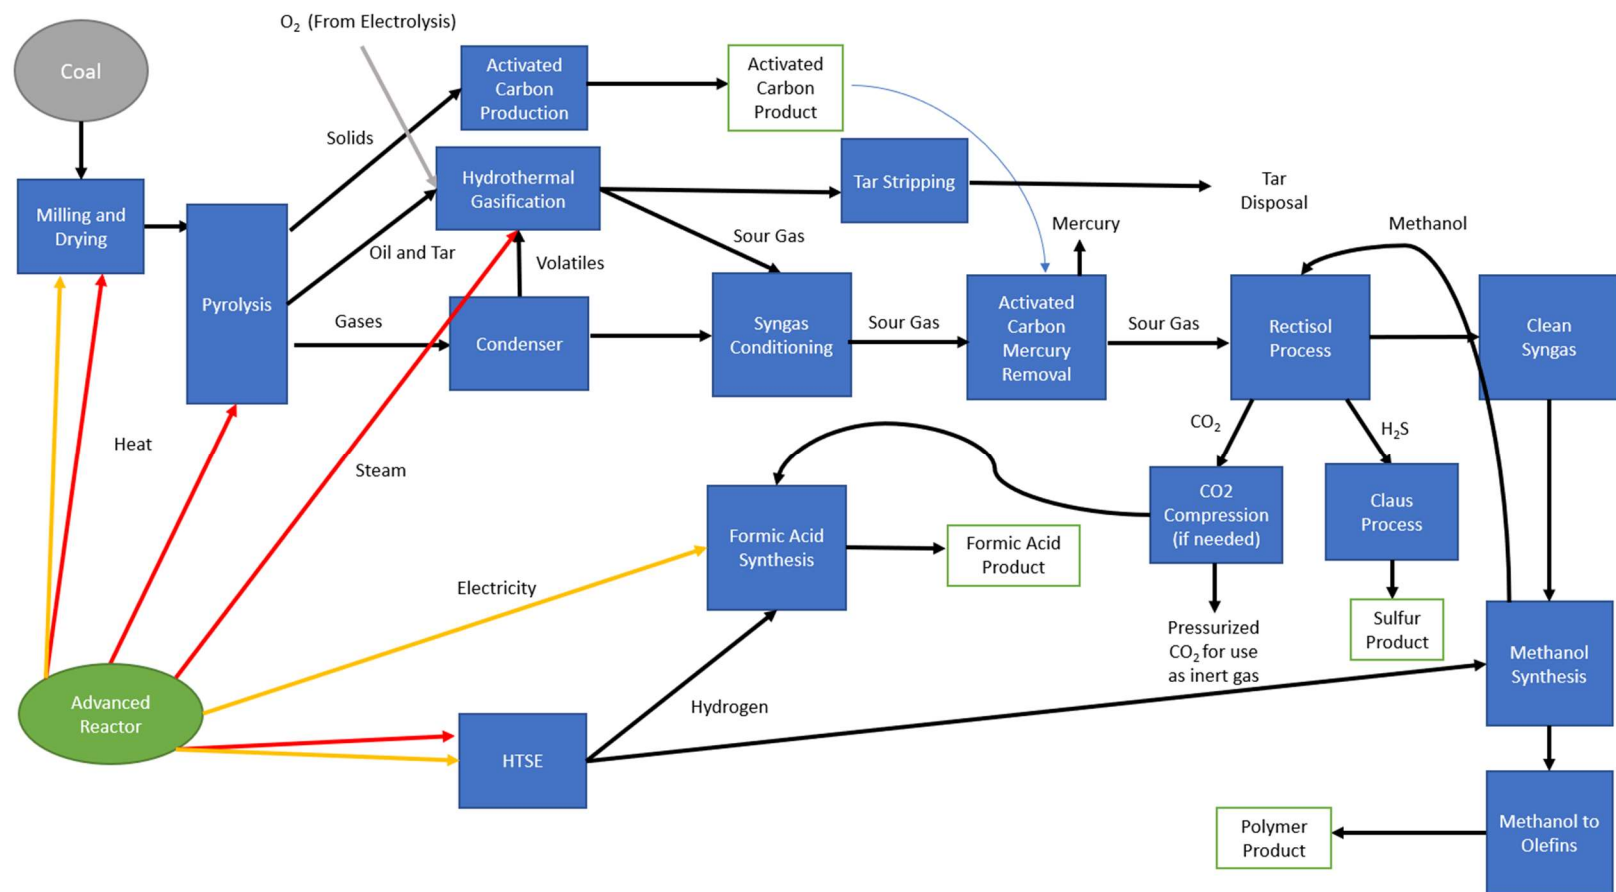 O₂ (From Electrolysis)
Coal
Activated
Carbon
Production
Activated
Carbon
Product
Solids
Milling and
Drying
Hydrothermal
Gasification
Tar Stripping
Tar
Disposal
Pyrolysis
Oil and Tar
Volatiles
Sour Gas
Mercury
Methanol
Gases
Condenser
Syngas
Conditioning
Sour Gas
Activated
Carbon
Mercury
Removal
Sour Gas
Rectisol
Process
Clean
Syngas
Heat
Steam
CO₂
H₂S
Formic Acid
Synthesis
Formic Acid
Product
CO2
Compression
(if needed)
Claus
Process
Electricity
Pressurized
CO₂ for use
as inert gas
Sulfur
Product
Methanol
Synthesis
Advanced
Reactor
Hydrogen
HTSE
Polymer
Product
Methanol to
Olefins